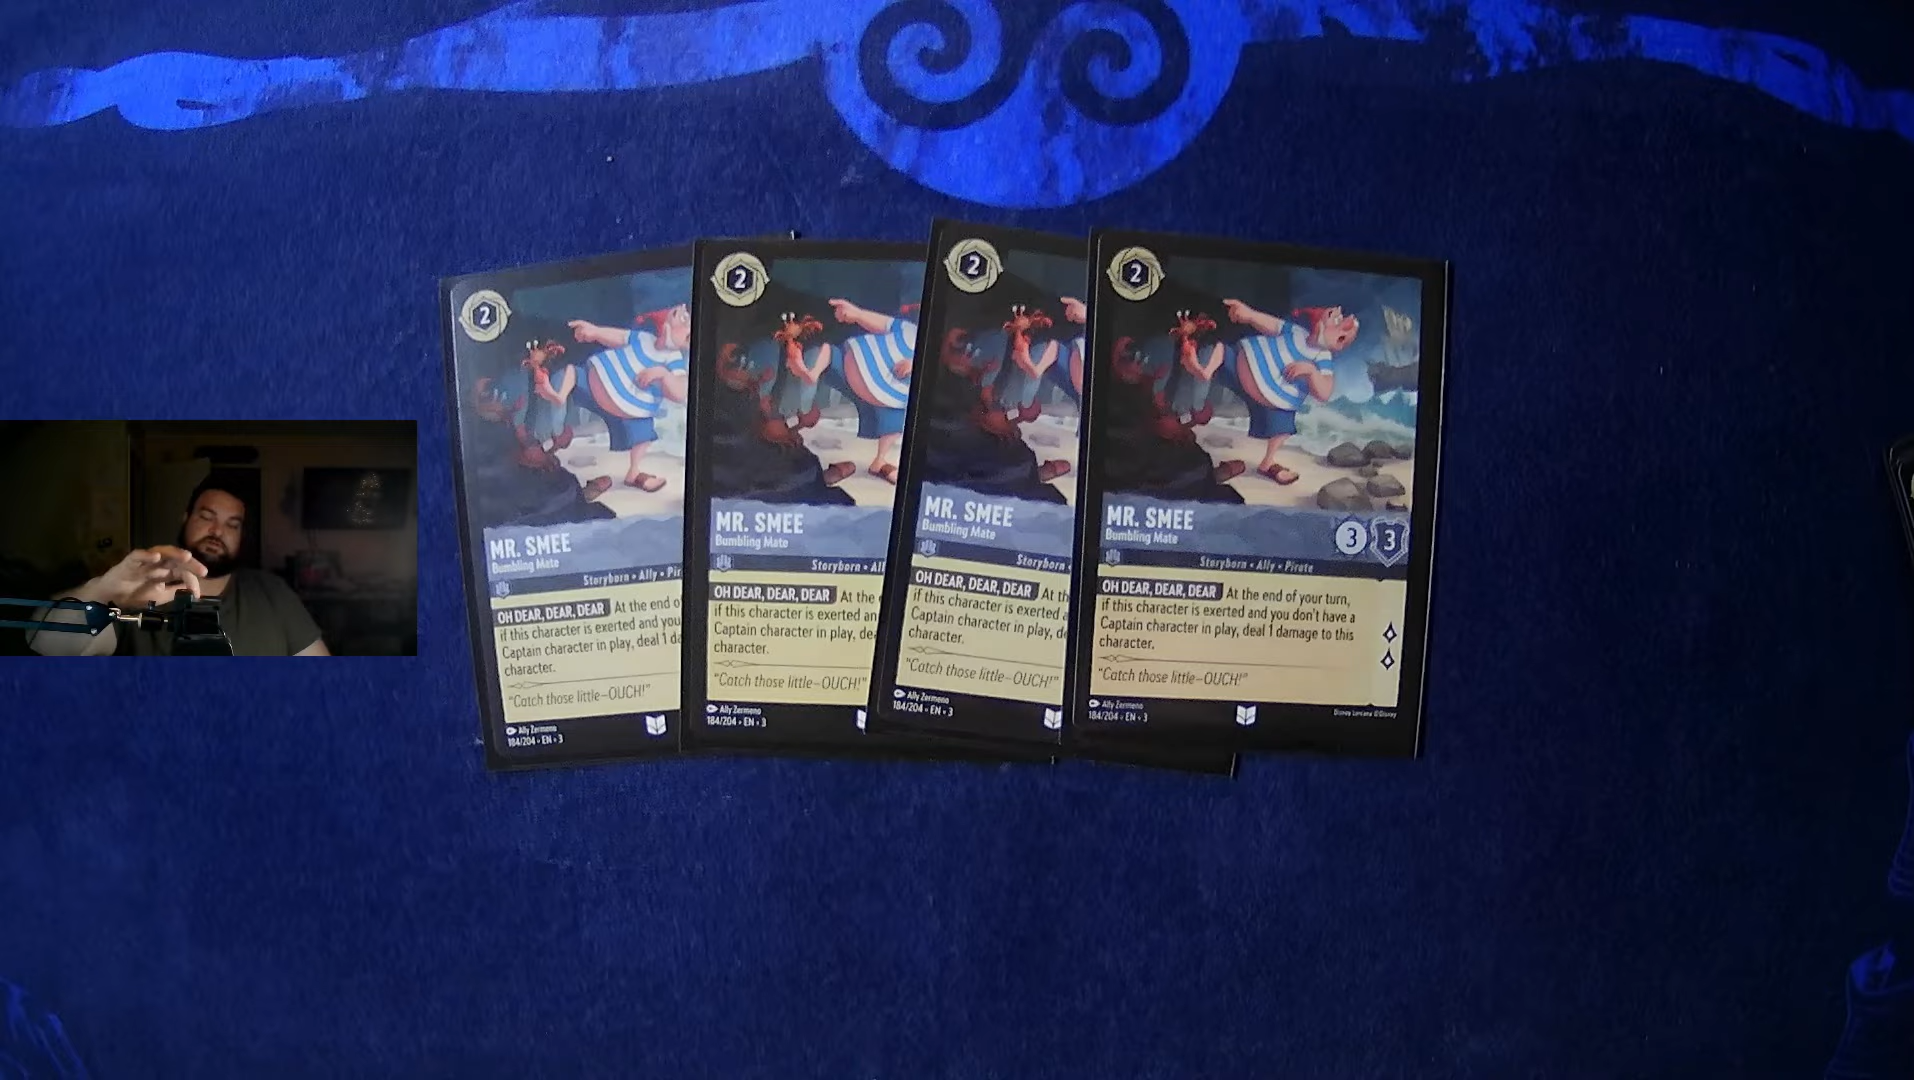 2
MR. SMEE
Bumbling Mate
Storyborn • Ally • Pir
OH DEAR, DEAR, DEAR At the end o
if this character is exerted and you
Captain character in play, deal 1 da
character.
"Catch those little–OUCH!"
Ally Zermeno
184/204 • EN • 3
2
MR. SMEE
Bumbling Mate
Storyborn • All
OH DEAR, DEAR, DEAR At the
if this character is exerted an
Captain character in play, dea
character.
"Catch those little–OUCH!"
Ally Zermeno
184/204 • EN • 3
2
MR. SMEE
Bumbling Mate
Storyborn •
OH DEAR, DEAR, DEAR At th
if this character is exerted a
Captain character in play, de
character.
"Catch those little–OUCH!"
Ally Zermeno
184/204 • EN • 3
2
MR. SMEE
Bumbling Mate
3 3
Storyborn • Ally • Pirate
OH DEAR, DEAR, DEAR At the end of your turn,
if this character is exerted and you don't have a
Captain character in play, deal 1 damage to this
character.
"Catch those little–OUCH!"
Ally Zermeno
184/204 • EN • 3
Disney Lorcana ©Disney